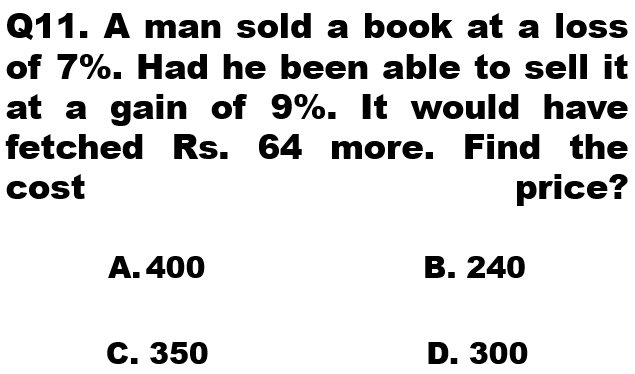 Q11. A man sold a book at a loss
of 7%. Had he been able to sell it
at a gain of 9%. It would have
fetched Rs. 64 more. Find the
cost price?
A. 400 B. 240
C. 350 D. 300